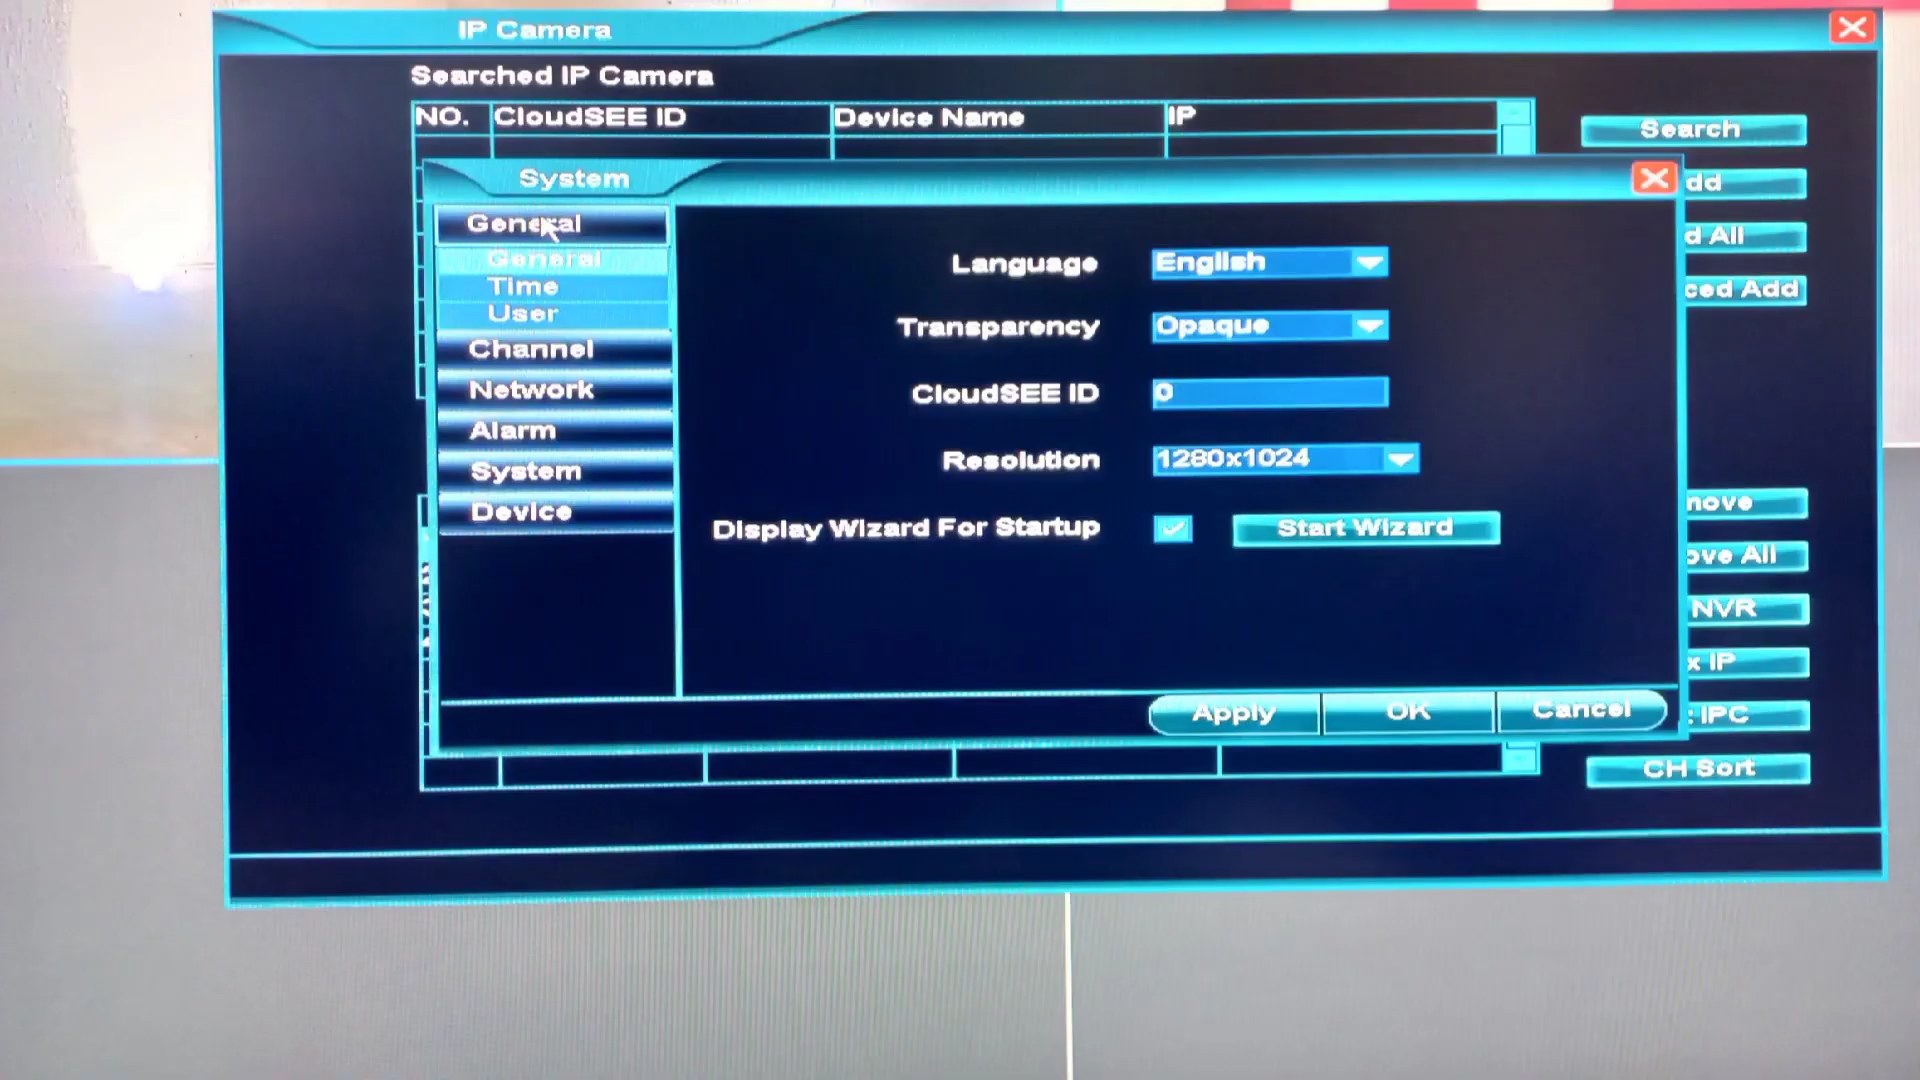 IP Camera
Searched IP Camera
NO. CloudSEE ID Device Name IP
Search
System
dd
General
d All
General
Language English
Time
ced Add
User
Transparency Opaque
Channel
Network
CloudSEE ID 0
Alarm
Resolution 1280x1024
System
move
Device
Display Wizard For Startup Start Wizard
ove All
NVR
x IP
Apply OK Cancel
: IPC
CH Sort